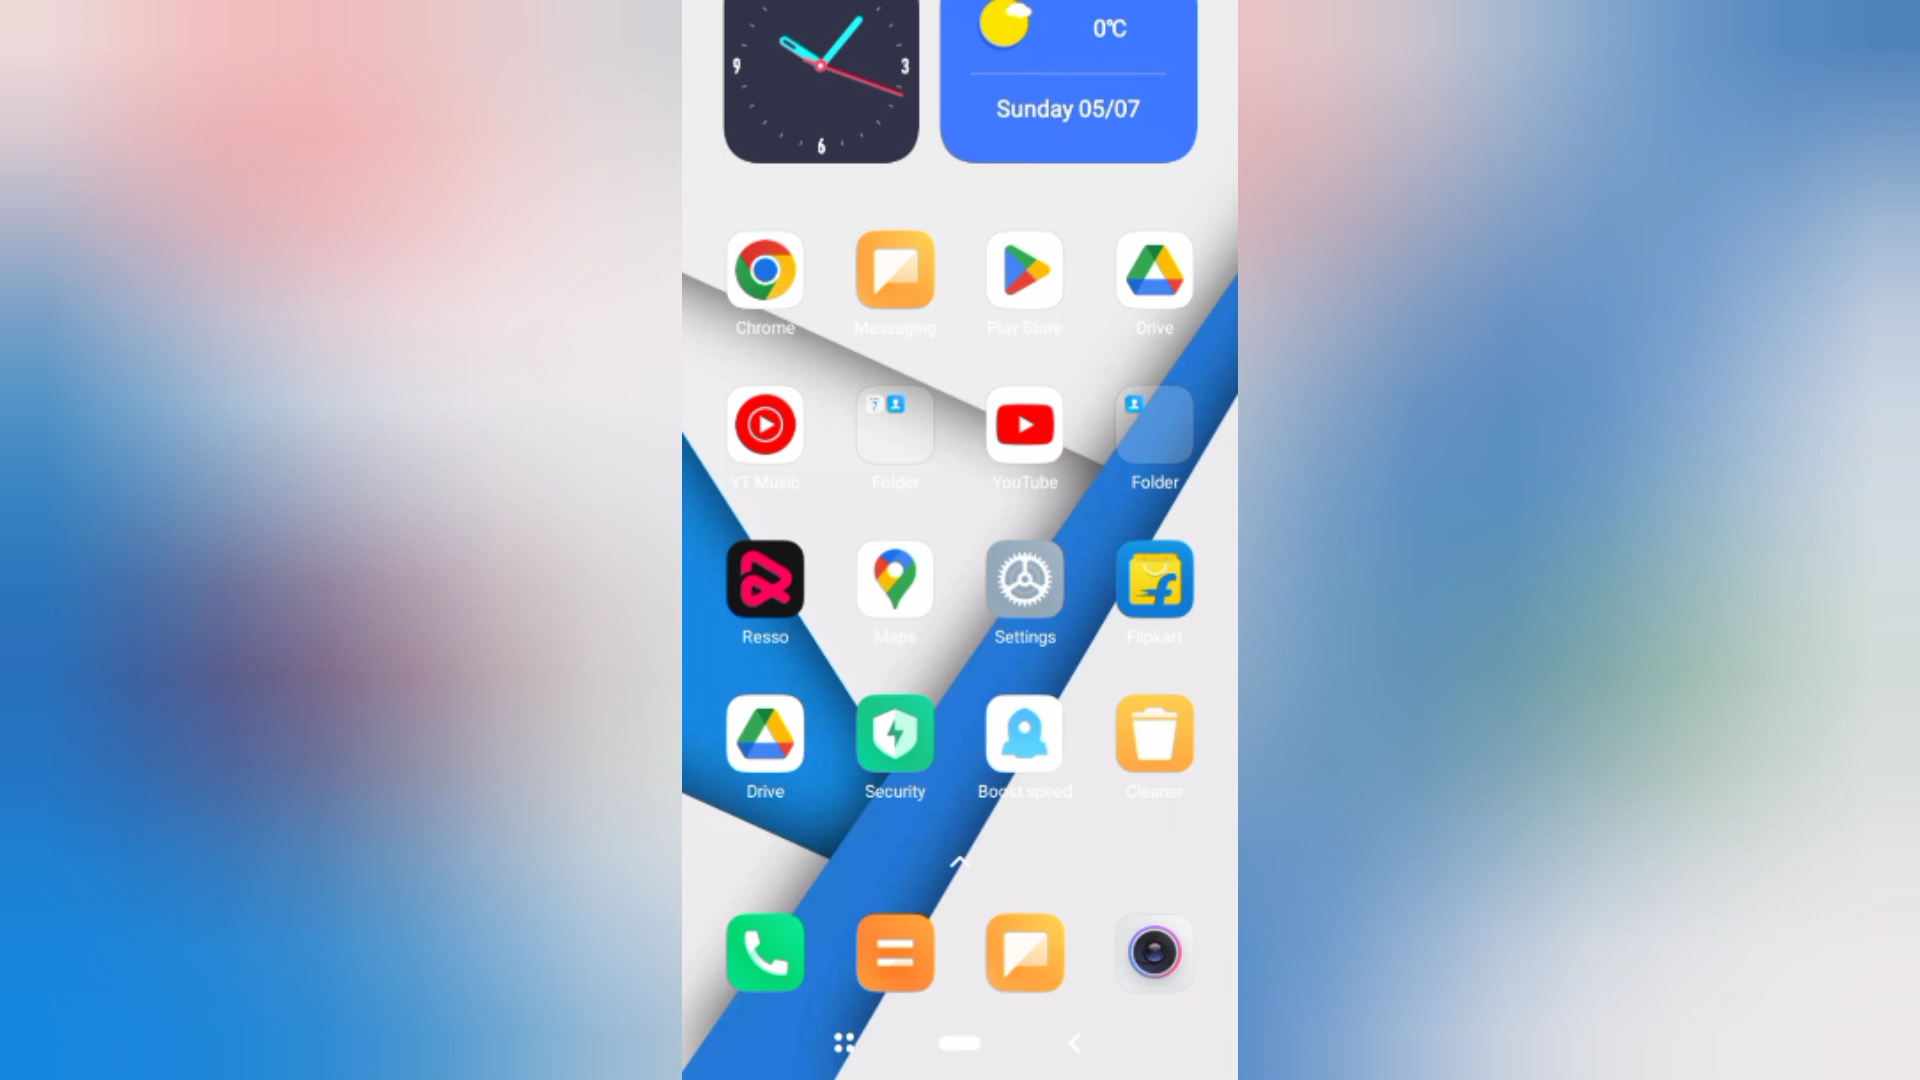 0℃
9
3
Sunday 05/07
6
Chrome
Messaging
Play Store
Drive
YT Music
Folder
YouTube
Folder
Resso
Maps
Settings
Flipkart
Drive
Security
Boost speed
Cleaner